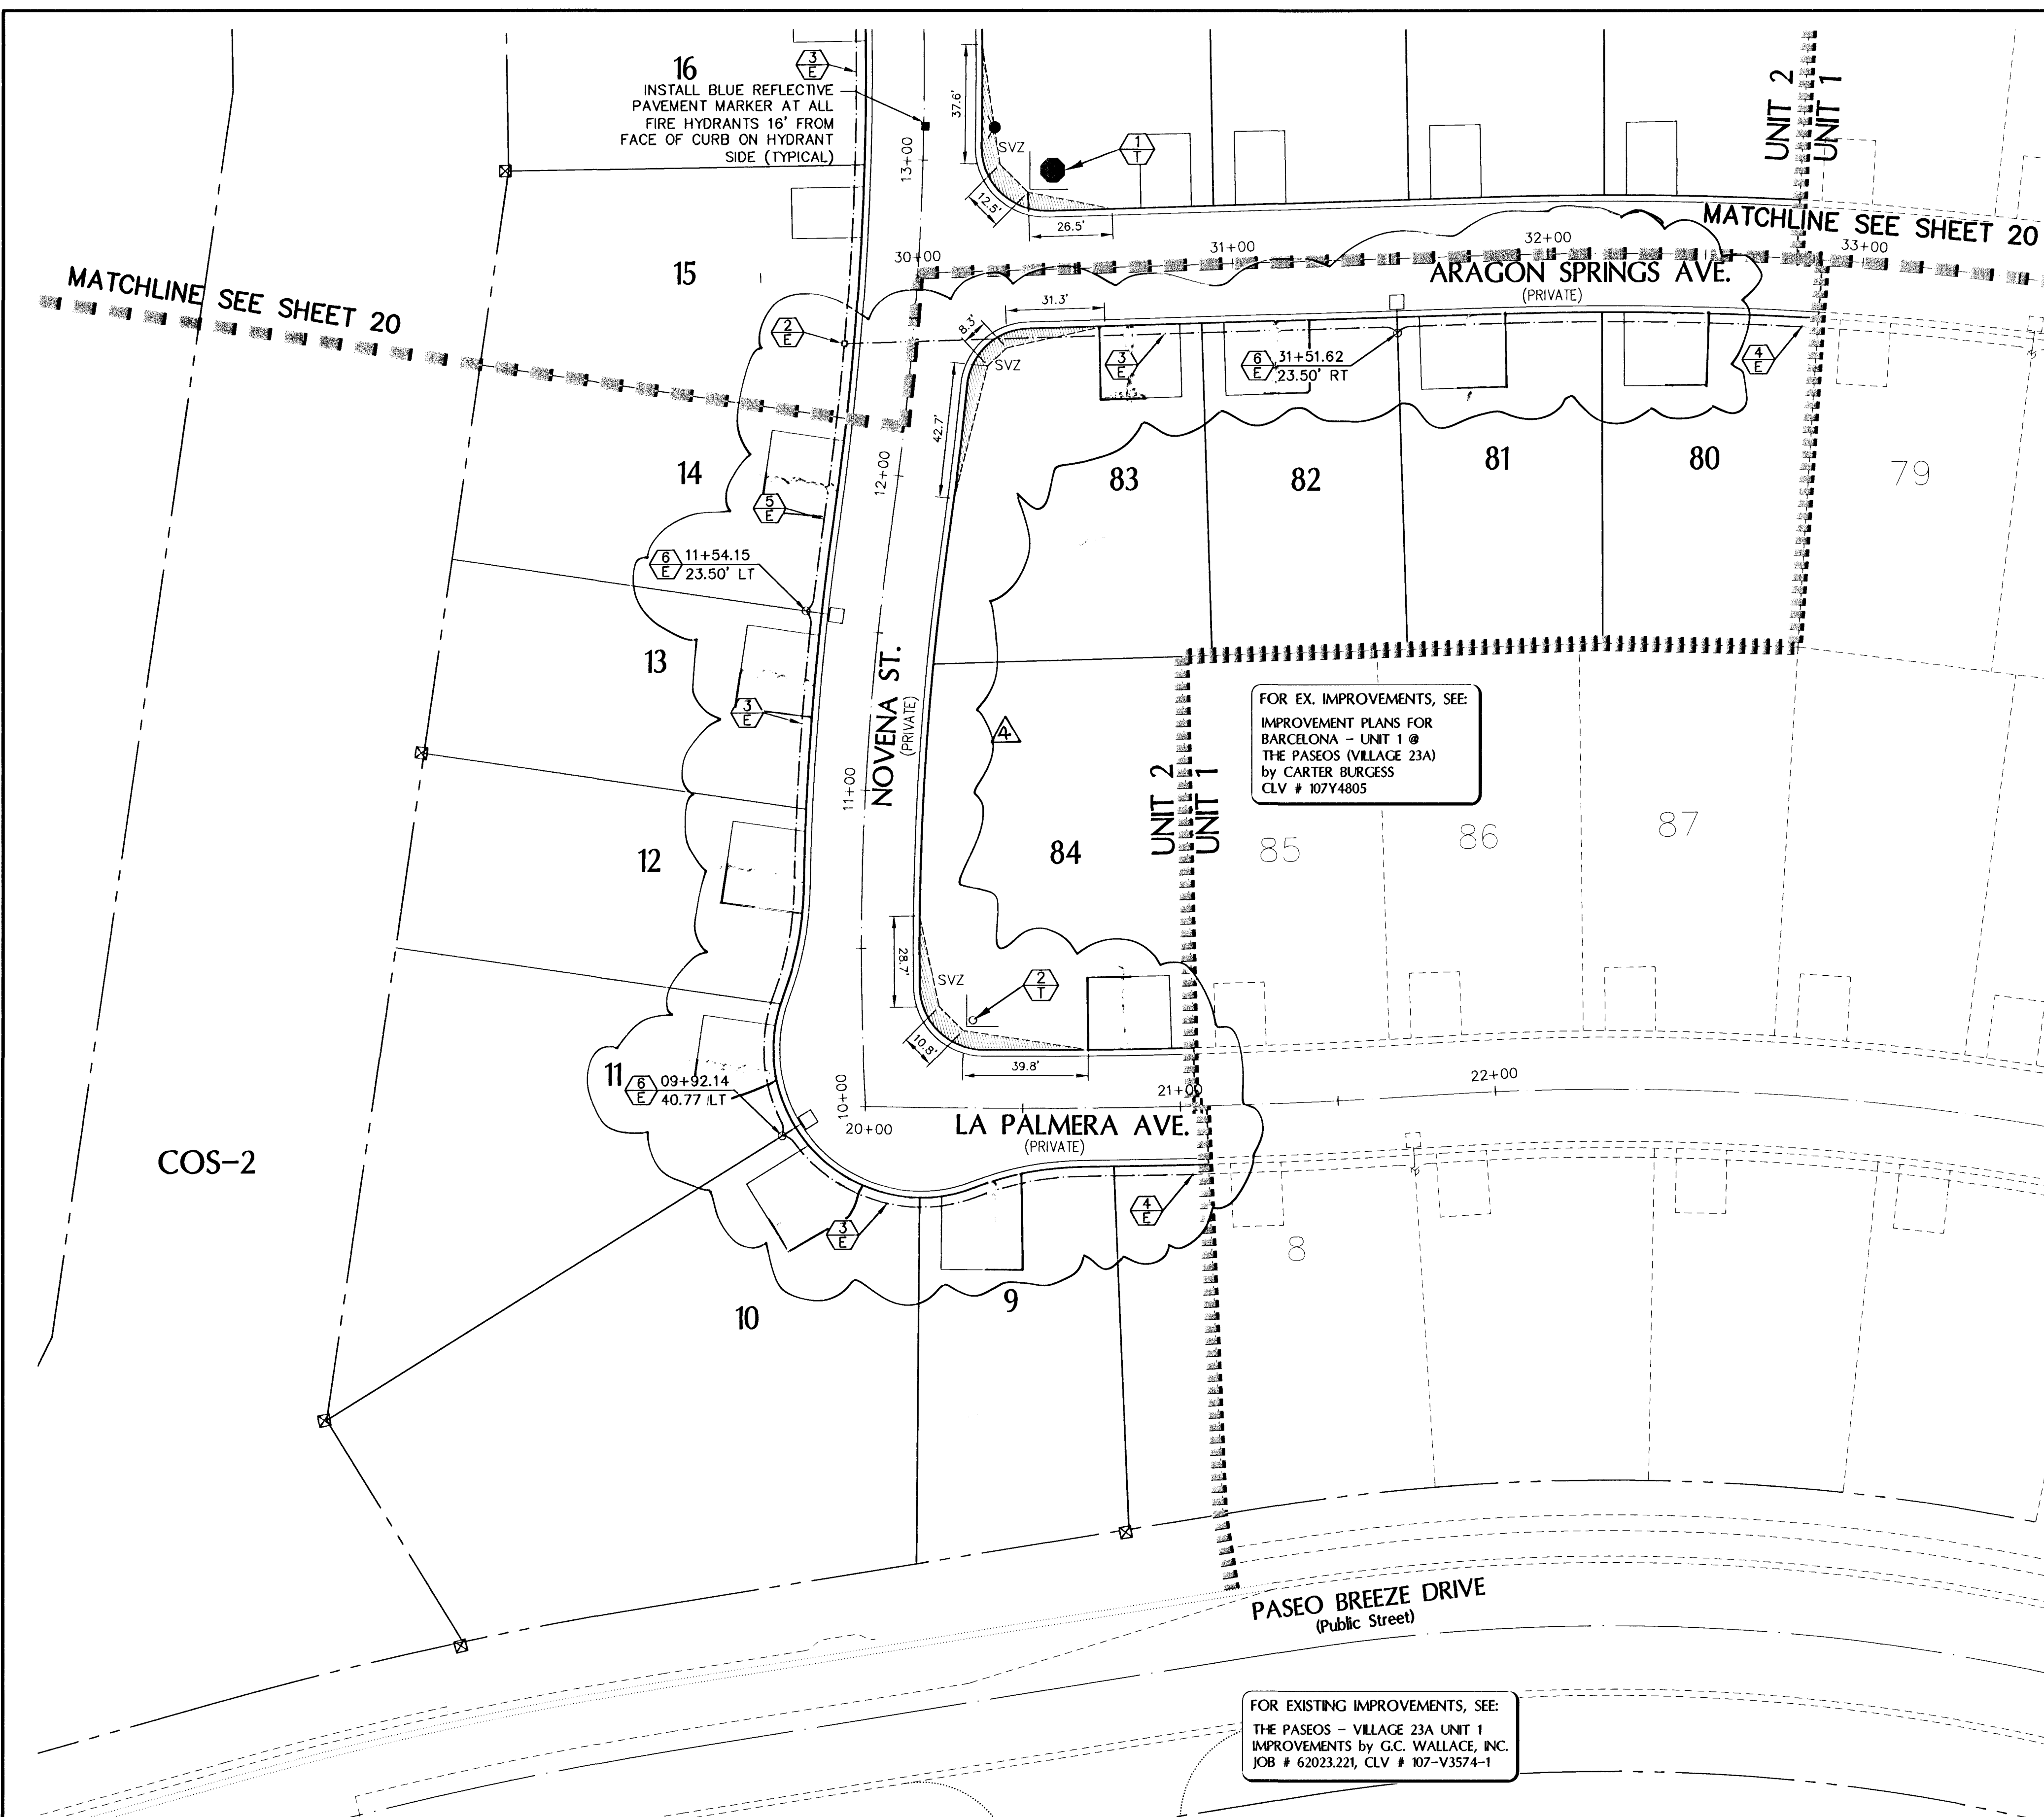 16
3
E
INSTALL BLUE REFLECTIVE
PAVEMENT MARKER AT ALL
FIRE HYDRANTS 16' FROM
FACE OF CURB ON HYDRANT
SIDE (TYPICAL)
13+00
37.6'
SVZ
1
T
12.5'
26.5'
UNIT 2
UNIT 1
MATCHLINE SEE SHEET 20
30+00
31+00
32+00
33+00
ARAGON SPRINGS AVE.
(PRIVATE)
15
MATCHLINE SEE SHEET 20
2
E
31.3'
8.3'
SVZ
3
E
6
E
31+51.62
23.50' RT
4
E
42.7'
14
12+00
83
82
81
80
79
5
E
6
E
11+54.15
23.50' LT
13
3
E
NOVENA ST.
(PRIVATE)
4
FOR EX. IMPROVEMENTS, SEE:
IMPROVEMENT PLANS FOR
BARCELONA - UNIT 1 @
THE PASEOS (VILLAGE 23A)
by CARTER BURGESS
CLV # 107Y4805
11+00
UNIT 2
UNIT 1
12
84
85
86
87
28.7'
SVZ
2
T
10.8'
39.8'
11
6
E
09+92.14
40.77 LT
10+00
20+00
21+00
22+00
LA PALMERA AVE.
(PRIVATE)
COS-2
3
E
4
E
8
9
10
PASEO BREEZE DRIVE
(Public Street)
FOR EXISTING IMPROVEMENTS, SEE:
THE PASEOS - VILLAGE 23A UNIT 1
IMPROVEMENTS by G.C. WALLACE, INC.
JOB # 62023.221, CLV # 107-V3574-1